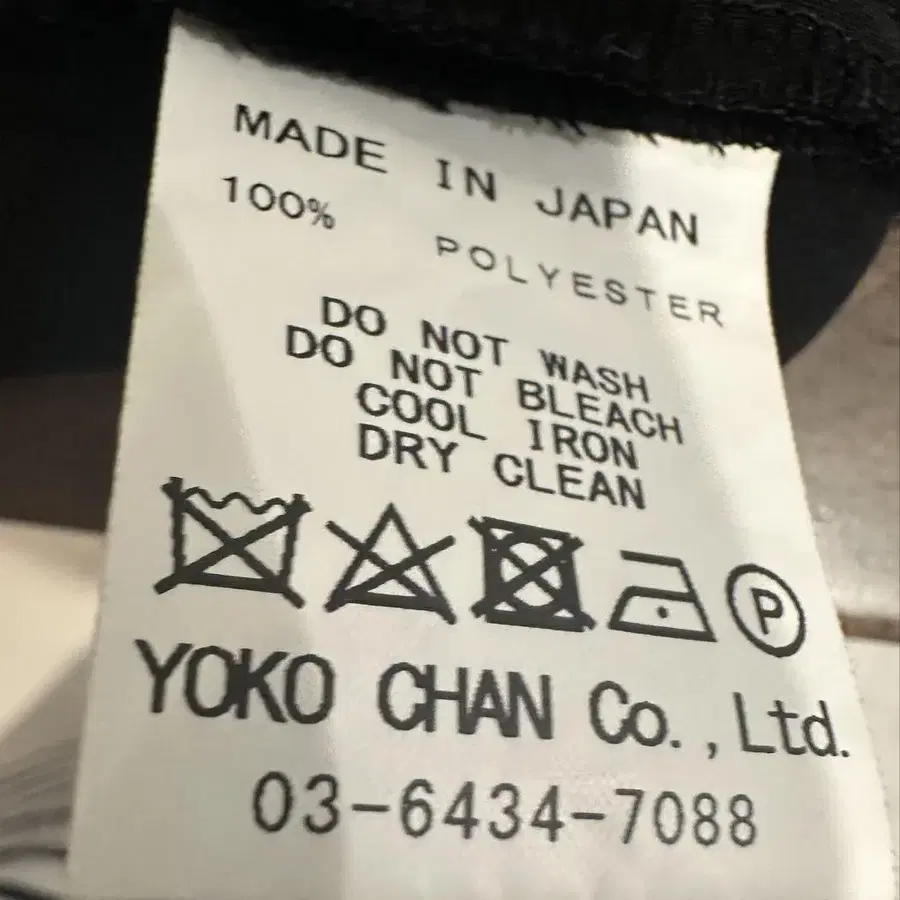 MADE IN JAPAN
100% POLYESTER
DO NOT WASH
DO NOT BLEACH
COOL IRON
DRY CLEAN
P
YOKO CHAN Co., Ltd.
03-6434-7088